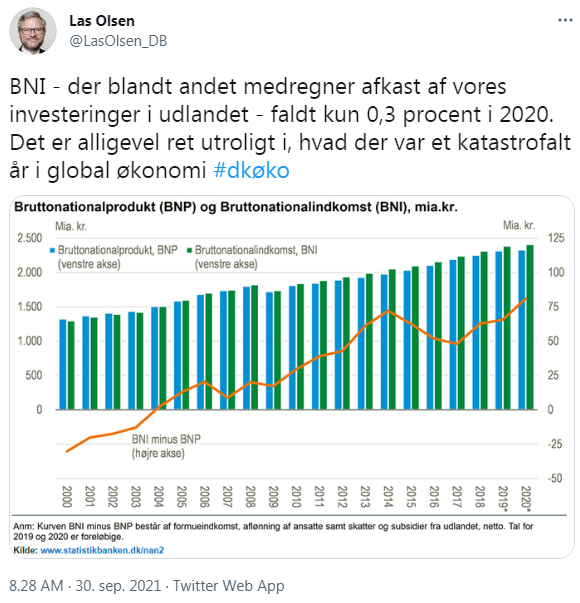 Las Olsen
@LasOlsen_DB
BNI - der blandt andet medregner afkast af vores
investeringer i udlandet - faldt kun 0,3 procent i 2020.
Det er alligevel ret utroligt i, hvad der var et katastrofalt
år i global økonomi #dkøko
Bruttonationalprodukt (BNP) og Bruttonationalindkomst (BNI), mia.kr.
Mia. kr.
Mia. kr.
2.500
2.000
1.500
1.000
500
0
Bruttonationalprodukt, BNP
(venstre akse)
Bruttonationalindkomst, BNI
(venstre akse)
125
100
75
50
25
0
-25
-50
BNI minus BNP
(højre akse)
2000 2001 2002 2003 2004 2005 2006 2007 2008 2009 2010 2011 2012 2013 2014 2015 2016 2017 2018 2019* 2020*
Anm: Kurven BNI minus BNP består af formueindkomst, aflønning af ansatte samt skatter og subsidier fra udlandet, netto. Tal for
2019 og 2020 er foreløbige.
Kilde: www.statistikbanken.dk/nan2
8.28 AM · 30. sep. 2021 · Twitter Web App